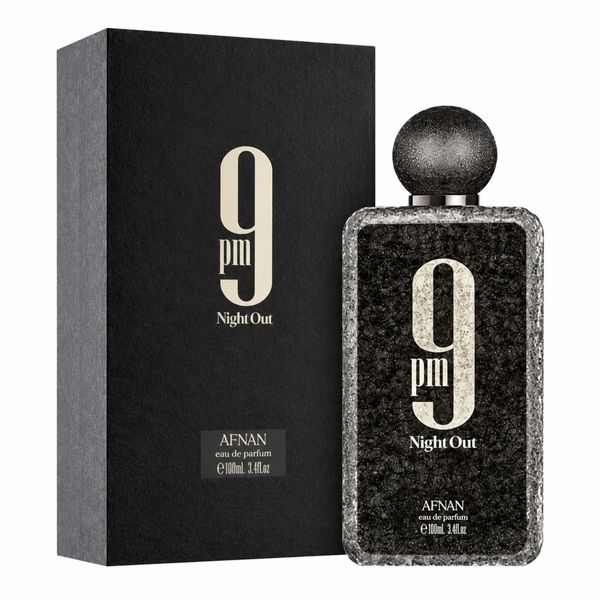 9
pm
Night Out
AFNAN
eau de parfum
℮100ml. 3.4fl.oz
9
pm
Night Out
AFNAN
eau de parfum
℮100ml. 3.4fl.oz